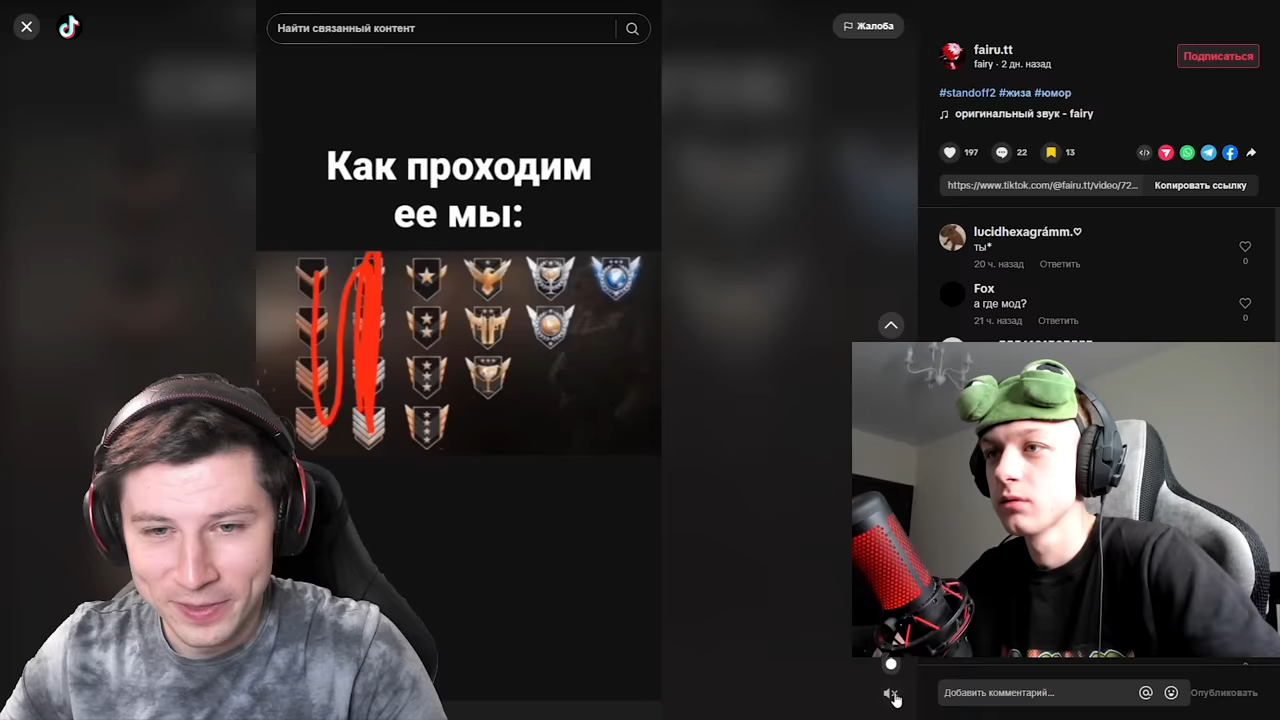 Найти связанный контент
Жалоба
Как проходим
ее мы:
fairu.tt
fairy · 2 дн. назад
Подписаться
#standoff2 #жиза #юмор
оригинальный звук - fairy
197
22
13
https://www.tiktok.com/@fairu.tt/video/72...
Копировать ссылку
lucidhexagrámm.♡
ты*
20 ч. назад
Ответить
0
Fox
а где мод?
21 ч. назад
Ответить
0
Добавить комментарий...
Опубликовать